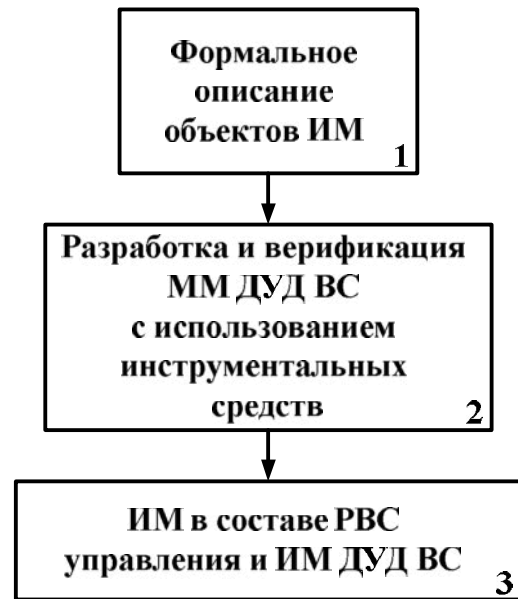 Формальное
описание
объектов ИМ
1
Разработка и верификация
ММ ДУД ВС
с использованием
инструментальных
средств
2
ИМ в составе РВС
управления и ИМ ДУД ВС
3